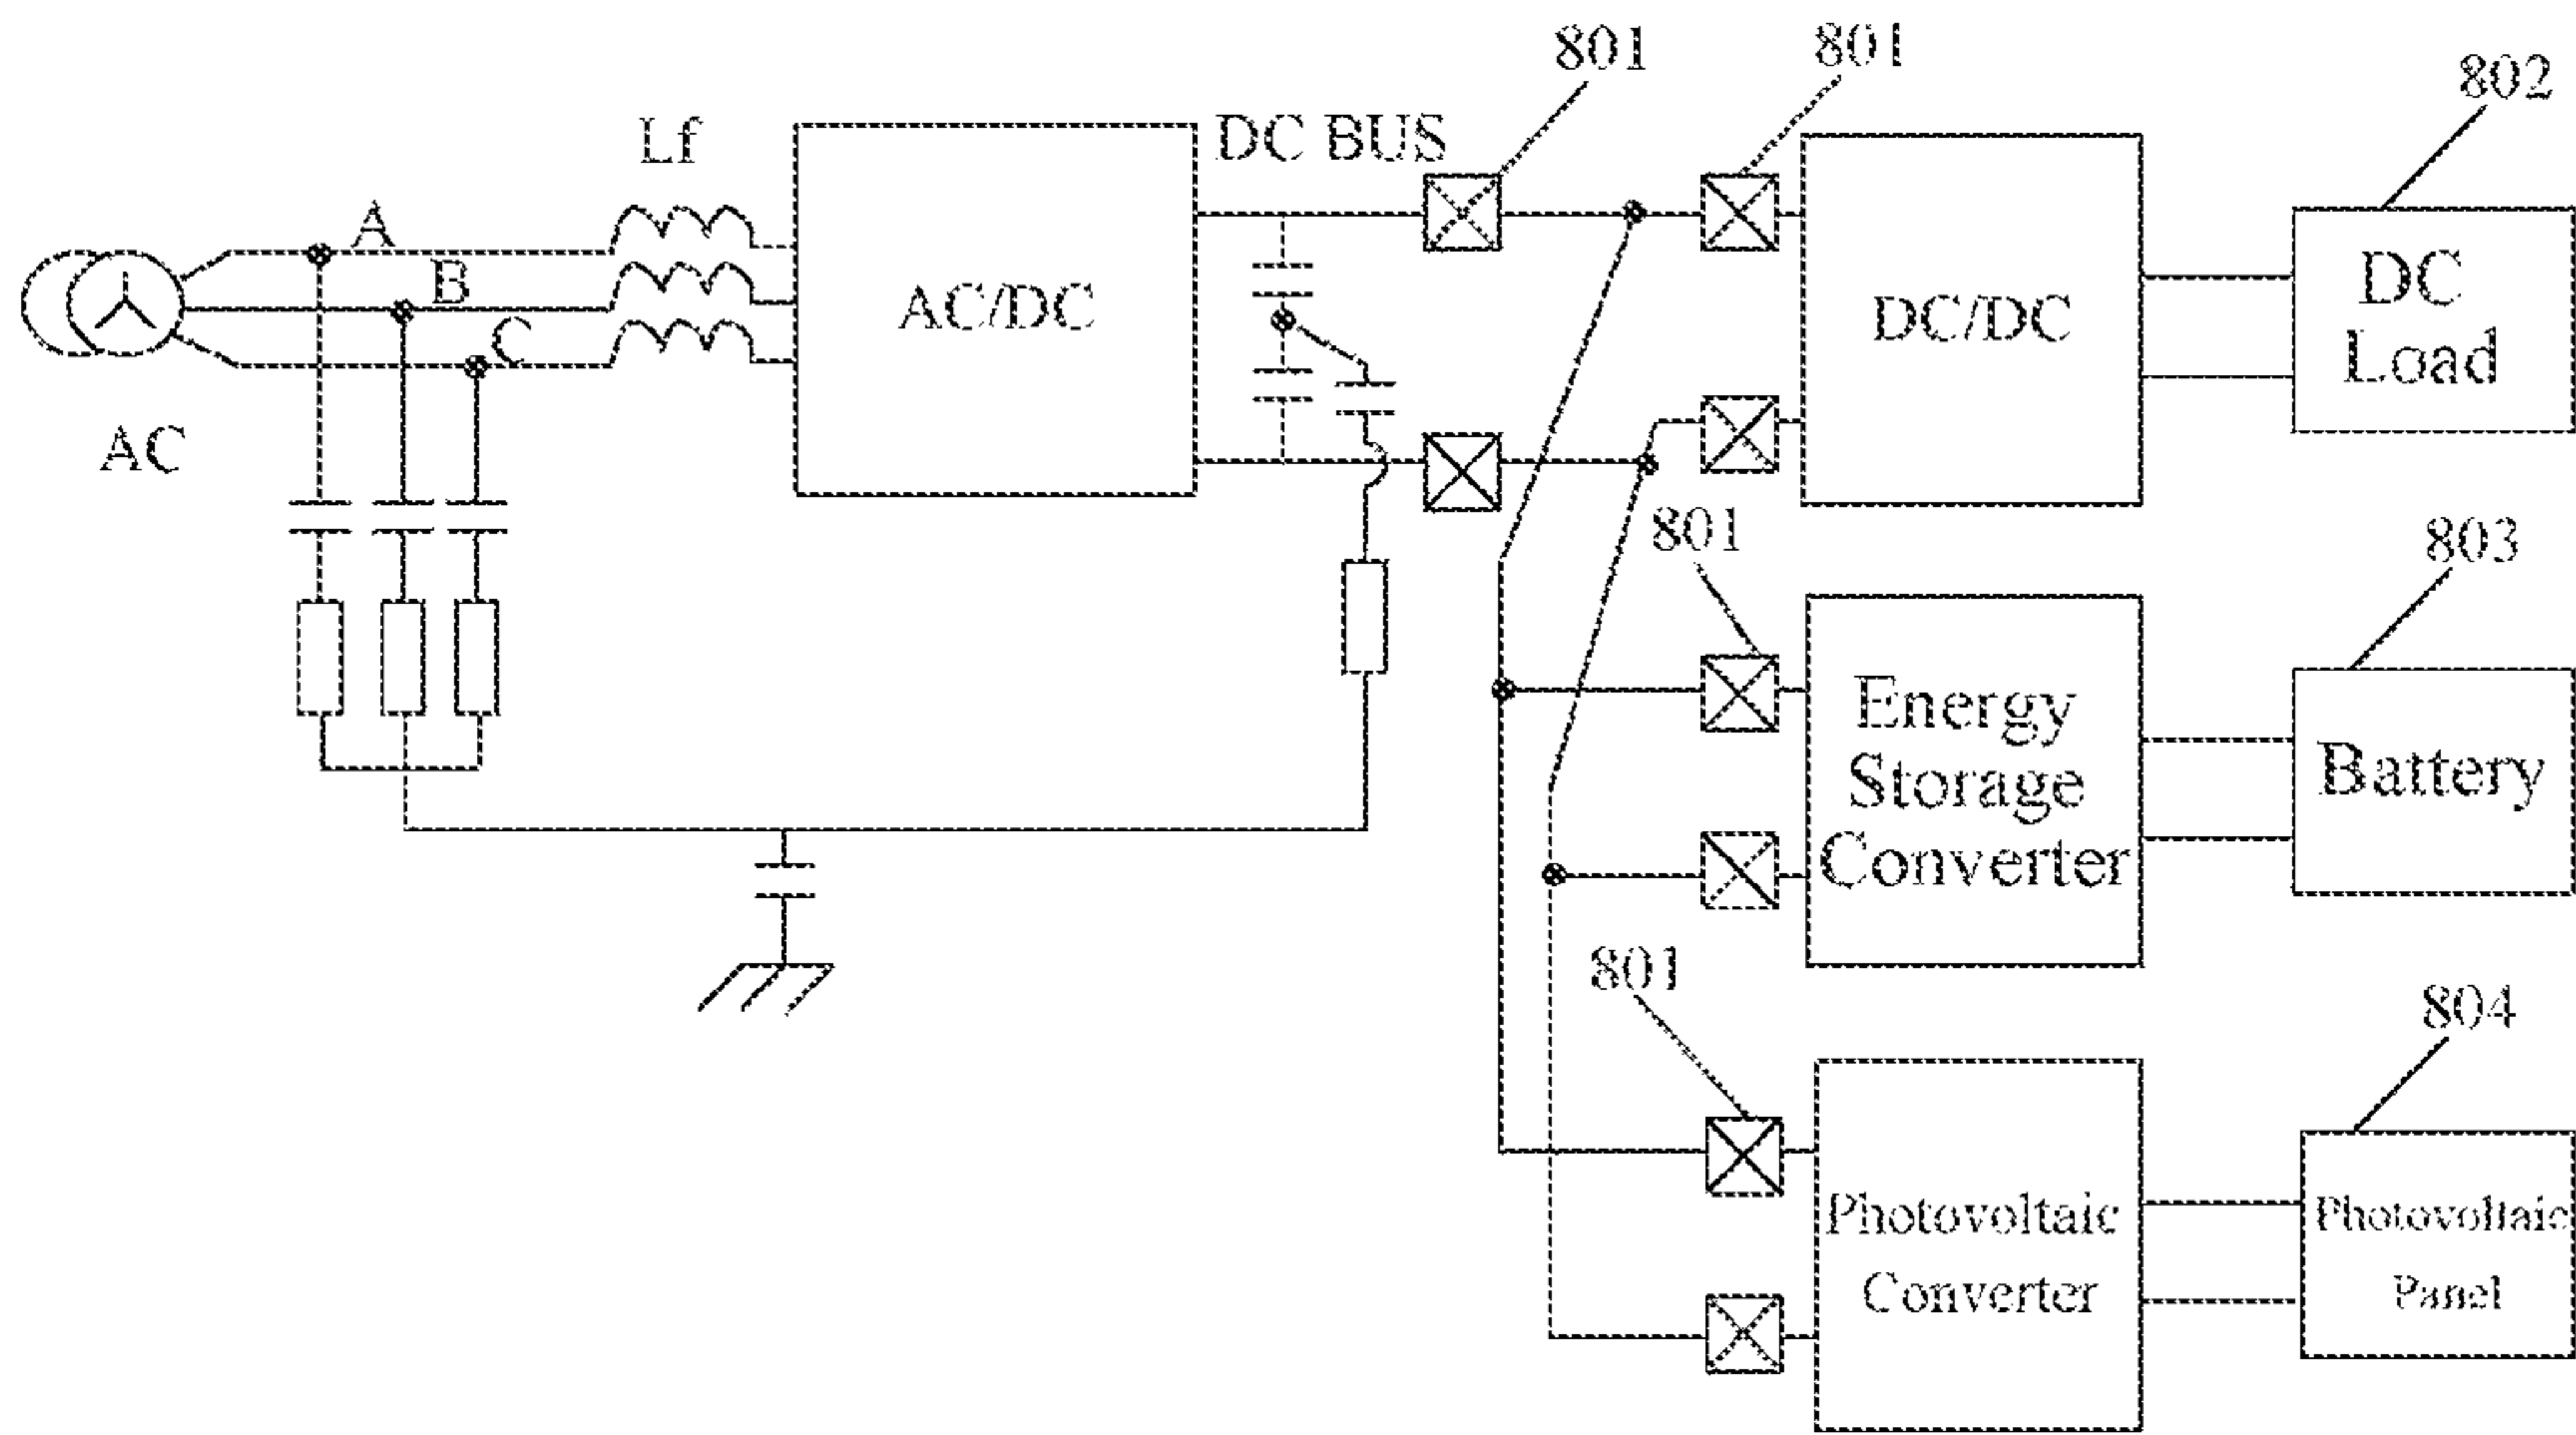 801
801
802
Lf
DC BUS
A
B
C
AC
AC/DC
DC/DC
DC
Load
801
803
Energy
Storage
Converter
Battery
801
804
Photovoltaic
Converter
Photovoltaic
Panel